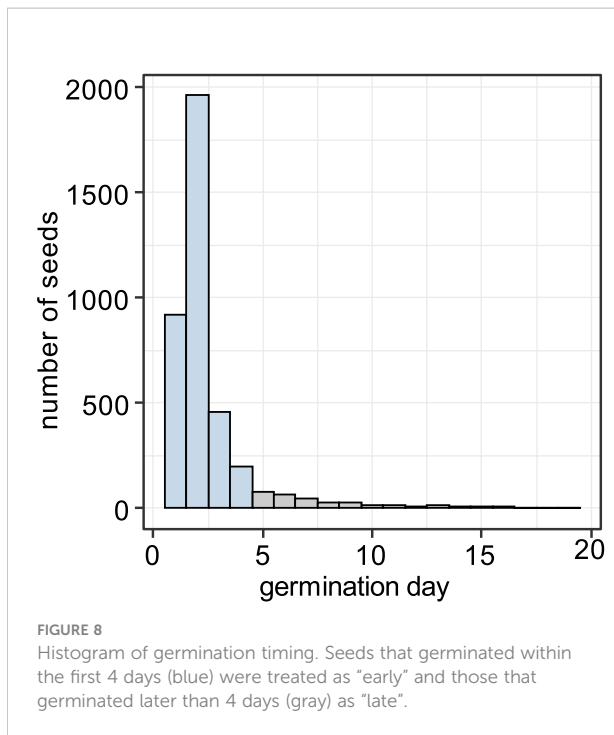 2000
1500
1000
500
0
number of seeds
0 5 10 15 20
germination day
FIGURE 8
Histogram of germination timing. Seeds that germinated within
the first 4 days (blue) were treated as “early” and those that
germinated later than 4 days (gray) as “late”.